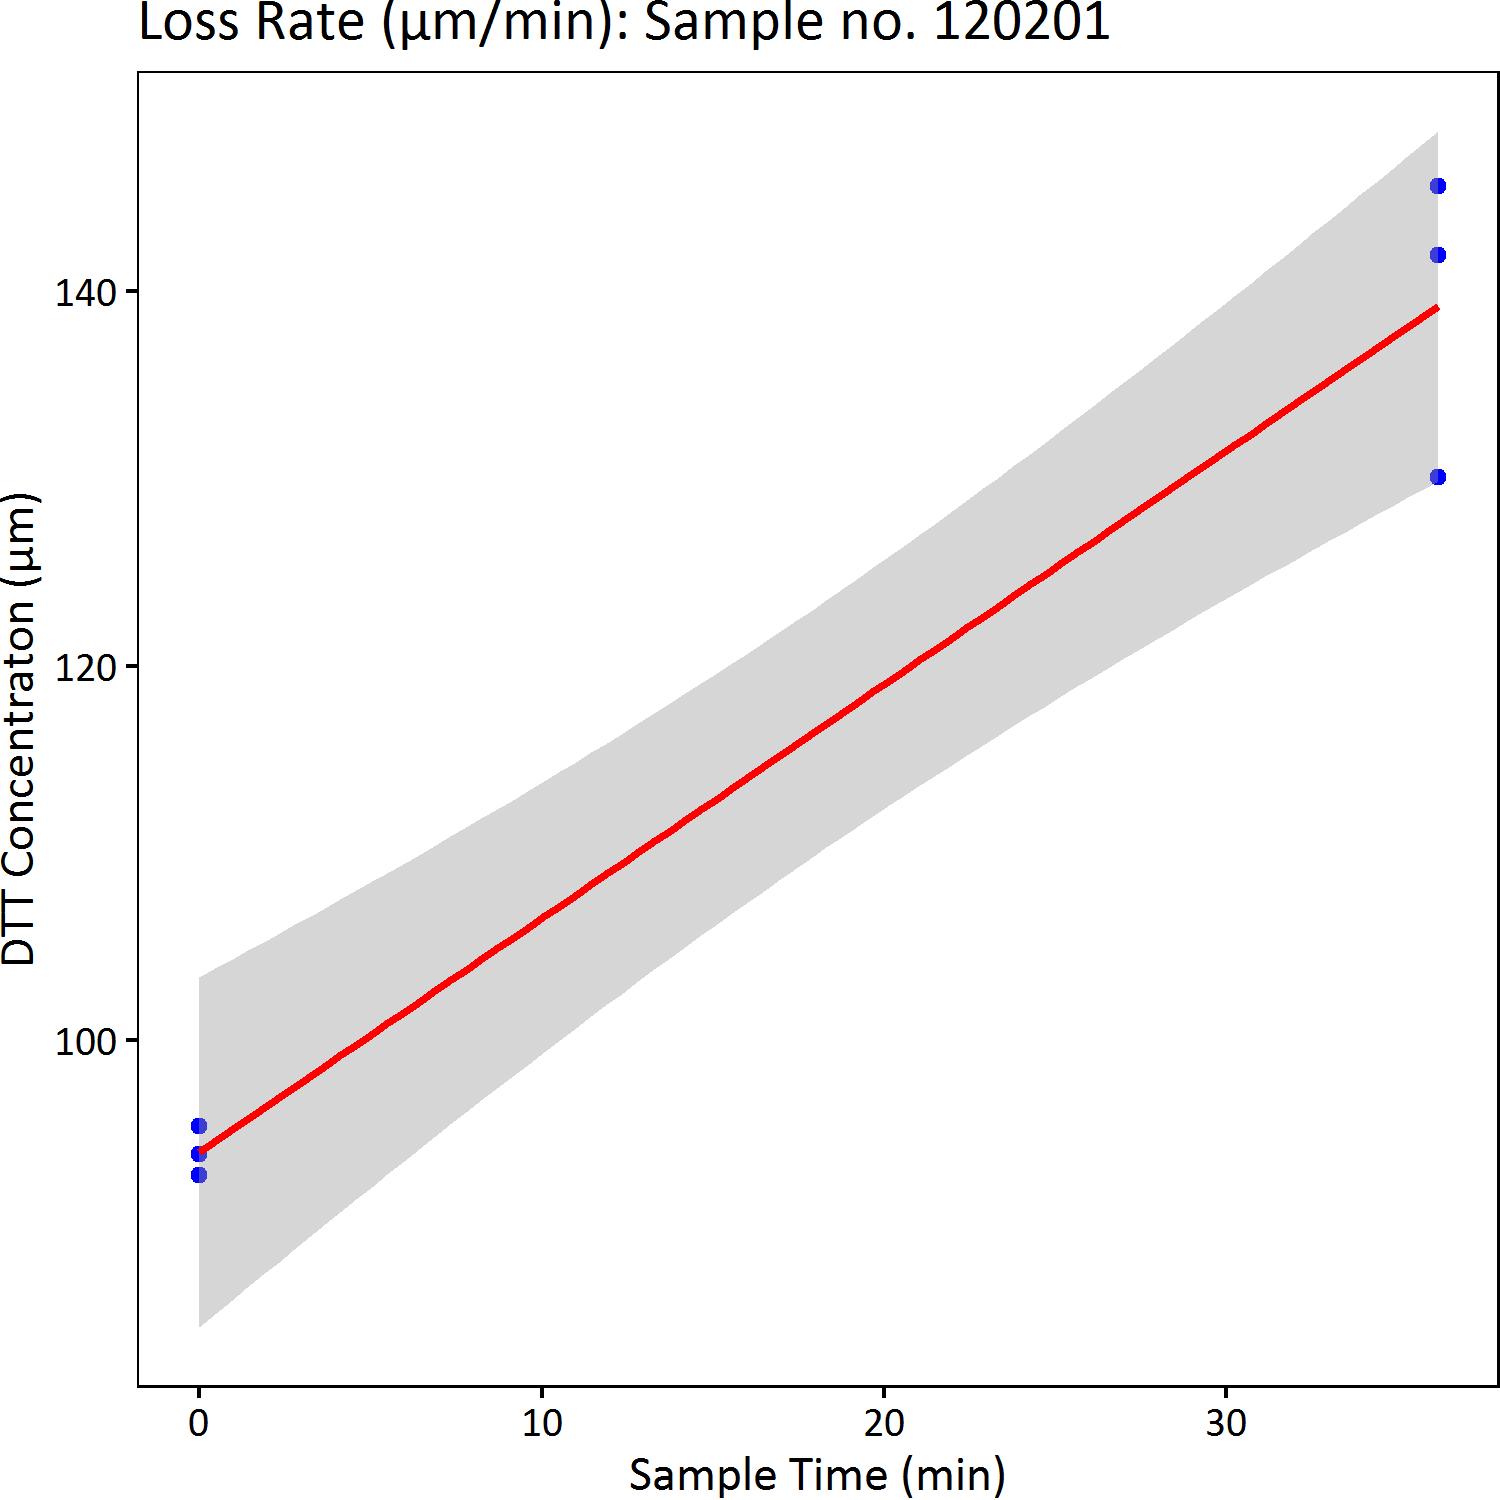 Loss Rate (µm/min): Sample no. 120201
DTT Concentraton (µm)
140
120
100
0 10 20 30
Sample Time (min)